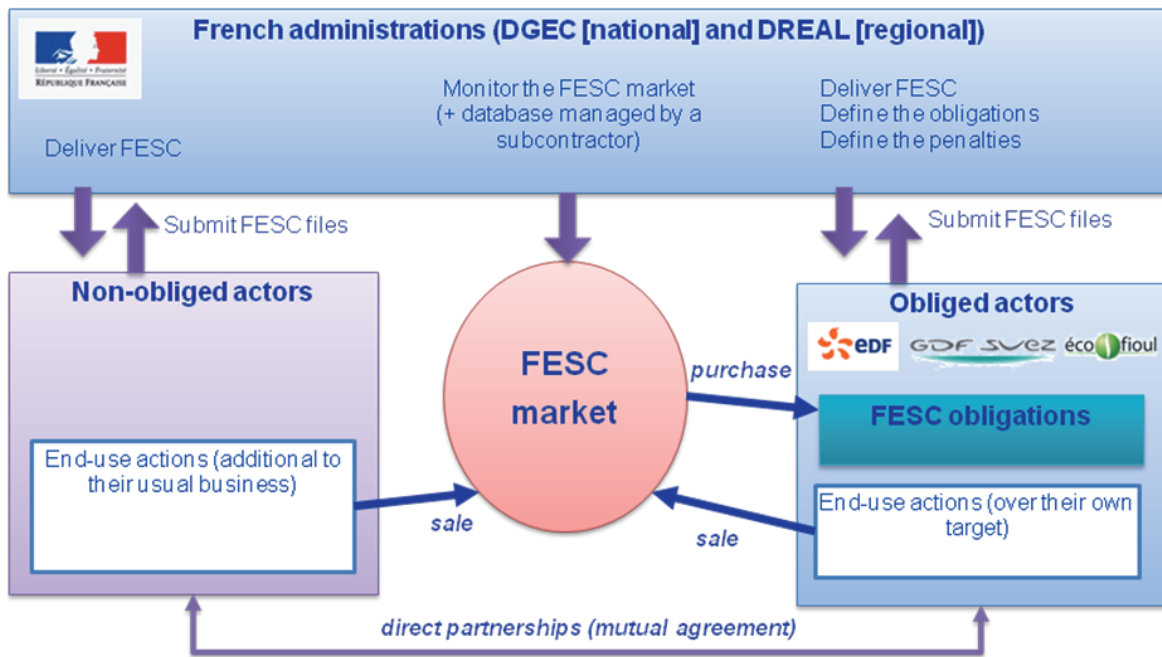 French administrations (DGEC [national] and DREAL [regional])
Liberté • Égalité • Fraternité
RÉPUBLIQUE FRANÇAISE
Deliver FESC
Monitor the FESC market
(+ database managed by a
subcontractor)
Deliver FESC
Define the obligations
Define the penalties
Submit FESC files
Submit FESC files
Non-obliged actors
End-use actions (additional to
their usual business)
FESC
market
purchase
sale
sale
Obliged actors
eDF
GDF SUEZ
éco fioul
FESC obligations
End-use actions (over their own
target)
direct partnerships (mutual agreement)